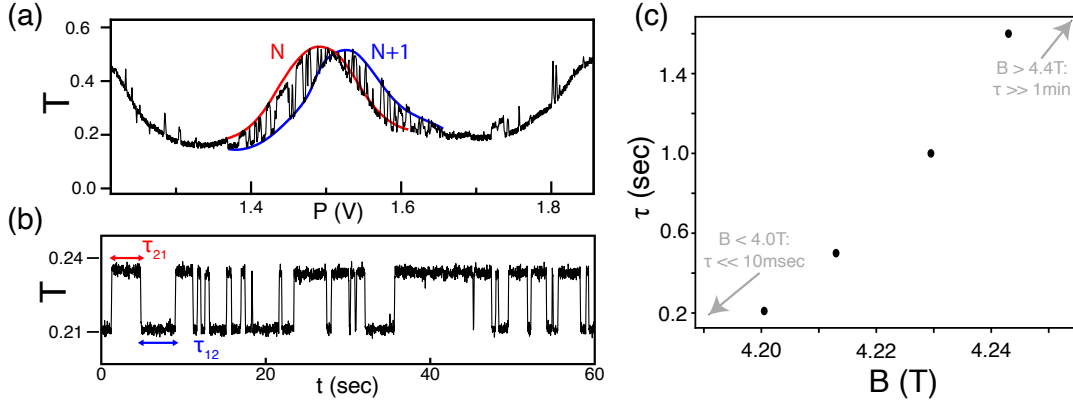 (a)
0.6
0.4
0.2
0.0
T
N
N+1
1.4
1.6
1.8
P (V)
(b)
0.24
0.21
T
τ21
τ12
0
20
40
60
t (sec)
(c)
1.4
1.0
0.6
0.2
τ (sec)
B > 4.4T:
τ >> 1min
B < 4.0T:
τ << 10msec
4.20
4.22
4.24
B (T)